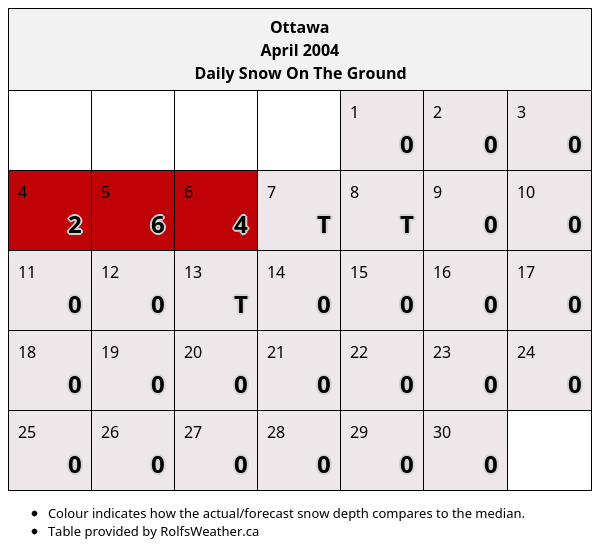 Ottawa
April 2004
Daily Snow On The Ground
1 2 3
0 0 0
4 5 6 7 8 9 10
2 6 4 T T 0 0
11 12 13 14 15 16 17
0 0 T 0 0 0 0
18 19 20 21 22 23 24
0 0 0 0 0 0 0
25 26 27 28 29 30
0 0 0 0 0 0
• Colour indicates how the actual/forecast snow depth compares to the median.
• Table provided by RolfsWeather.ca